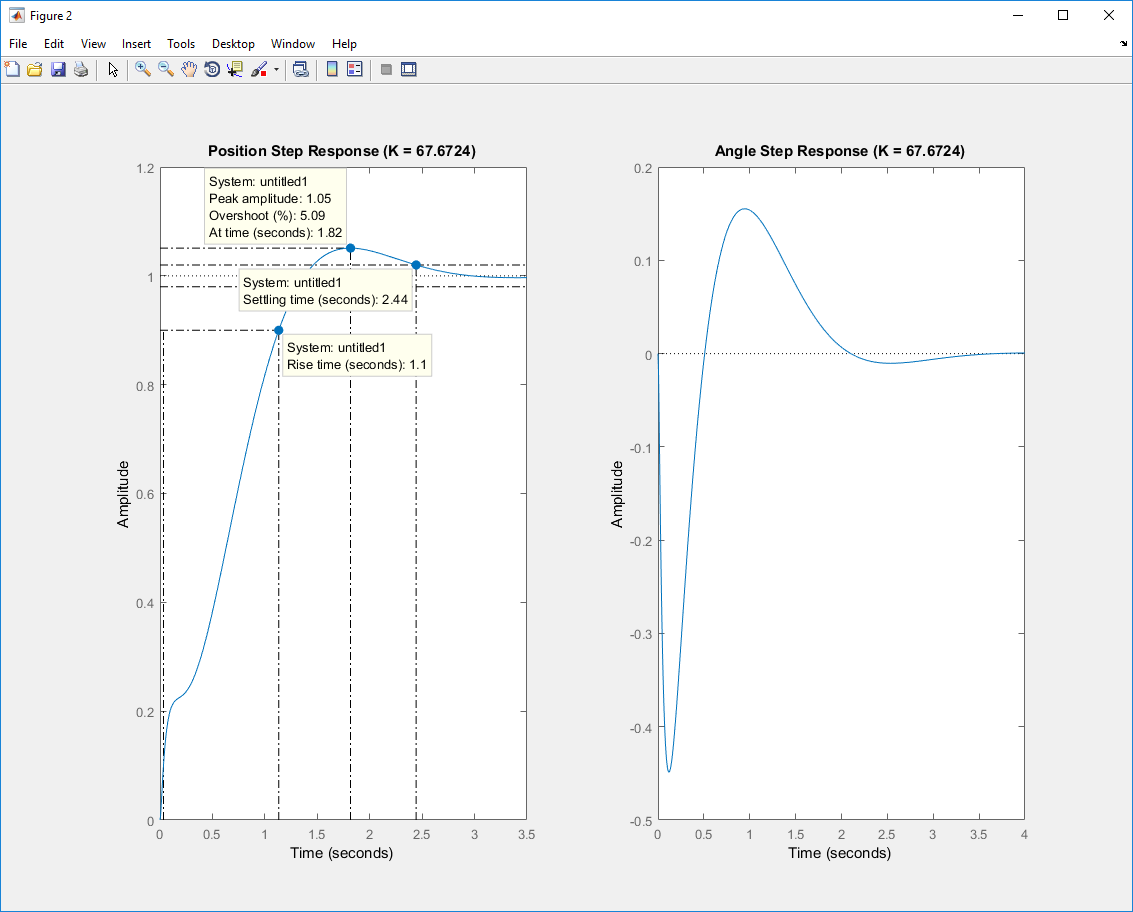 Figure 2
File Edit View Insert Tools Desktop Window Help
Position Step Response (K = 67.6724)
System: untitled1
Peak amplitude: 1.05
Overshoot (%): 5.09
At time (seconds): 1.82
System: untitled1
Settling time (seconds): 2.44
System: untitled1
Rise time (seconds): 1.1
1.2
1
0.8
0.6
0.4
0.2
0
Amplitude
0 0.5 1 1.5 2 2.5 3 3.5
Time (seconds)
Angle Step Response (K = 67.6724)
0.2
0.1
0
-0.1
-0.2
-0.3
-0.4
-0.5
Amplitude
0 0.5 1 1.5 2 2.5 3 3.5 4
Time (seconds)